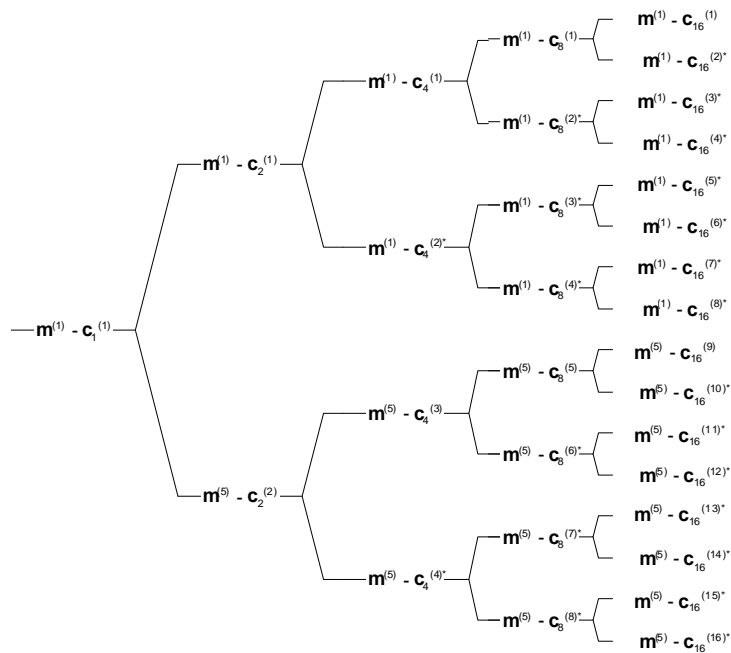 m(1) - c16(1)
m(1) - c8(1)
m(1) - c16(2)*
m(1) - c4(1)
m(1) - c16(3)*
m(1) - c8(2)*
m(1) - c16(4)*
m(1) - c2(1)
m(1) - c16(5)*
m(1) - c8(3)*
m(1) - c16(6)*
m(1) - c4(2)*
m(1) - c16(7)*
m(1) - c8(4)*
m(1) - c16(8)*
m(1) - c1(1)
m(5) - c16(9)
m(5) - c8(5)
m(5) - c16(10)*
m(5) - c4(3)
m(5) - c16(11)*
m(5) - c8(6)*
m(5) - c16(12)*
m(5) - c2(2)
m(5) - c16(13)*
m(5) - c8(7)*
m(5) - c16(14)*
m(5) - c4(4)*
m(5) - c16(15)*
m(5) - c8(8)*
m(5) - c16(16)*